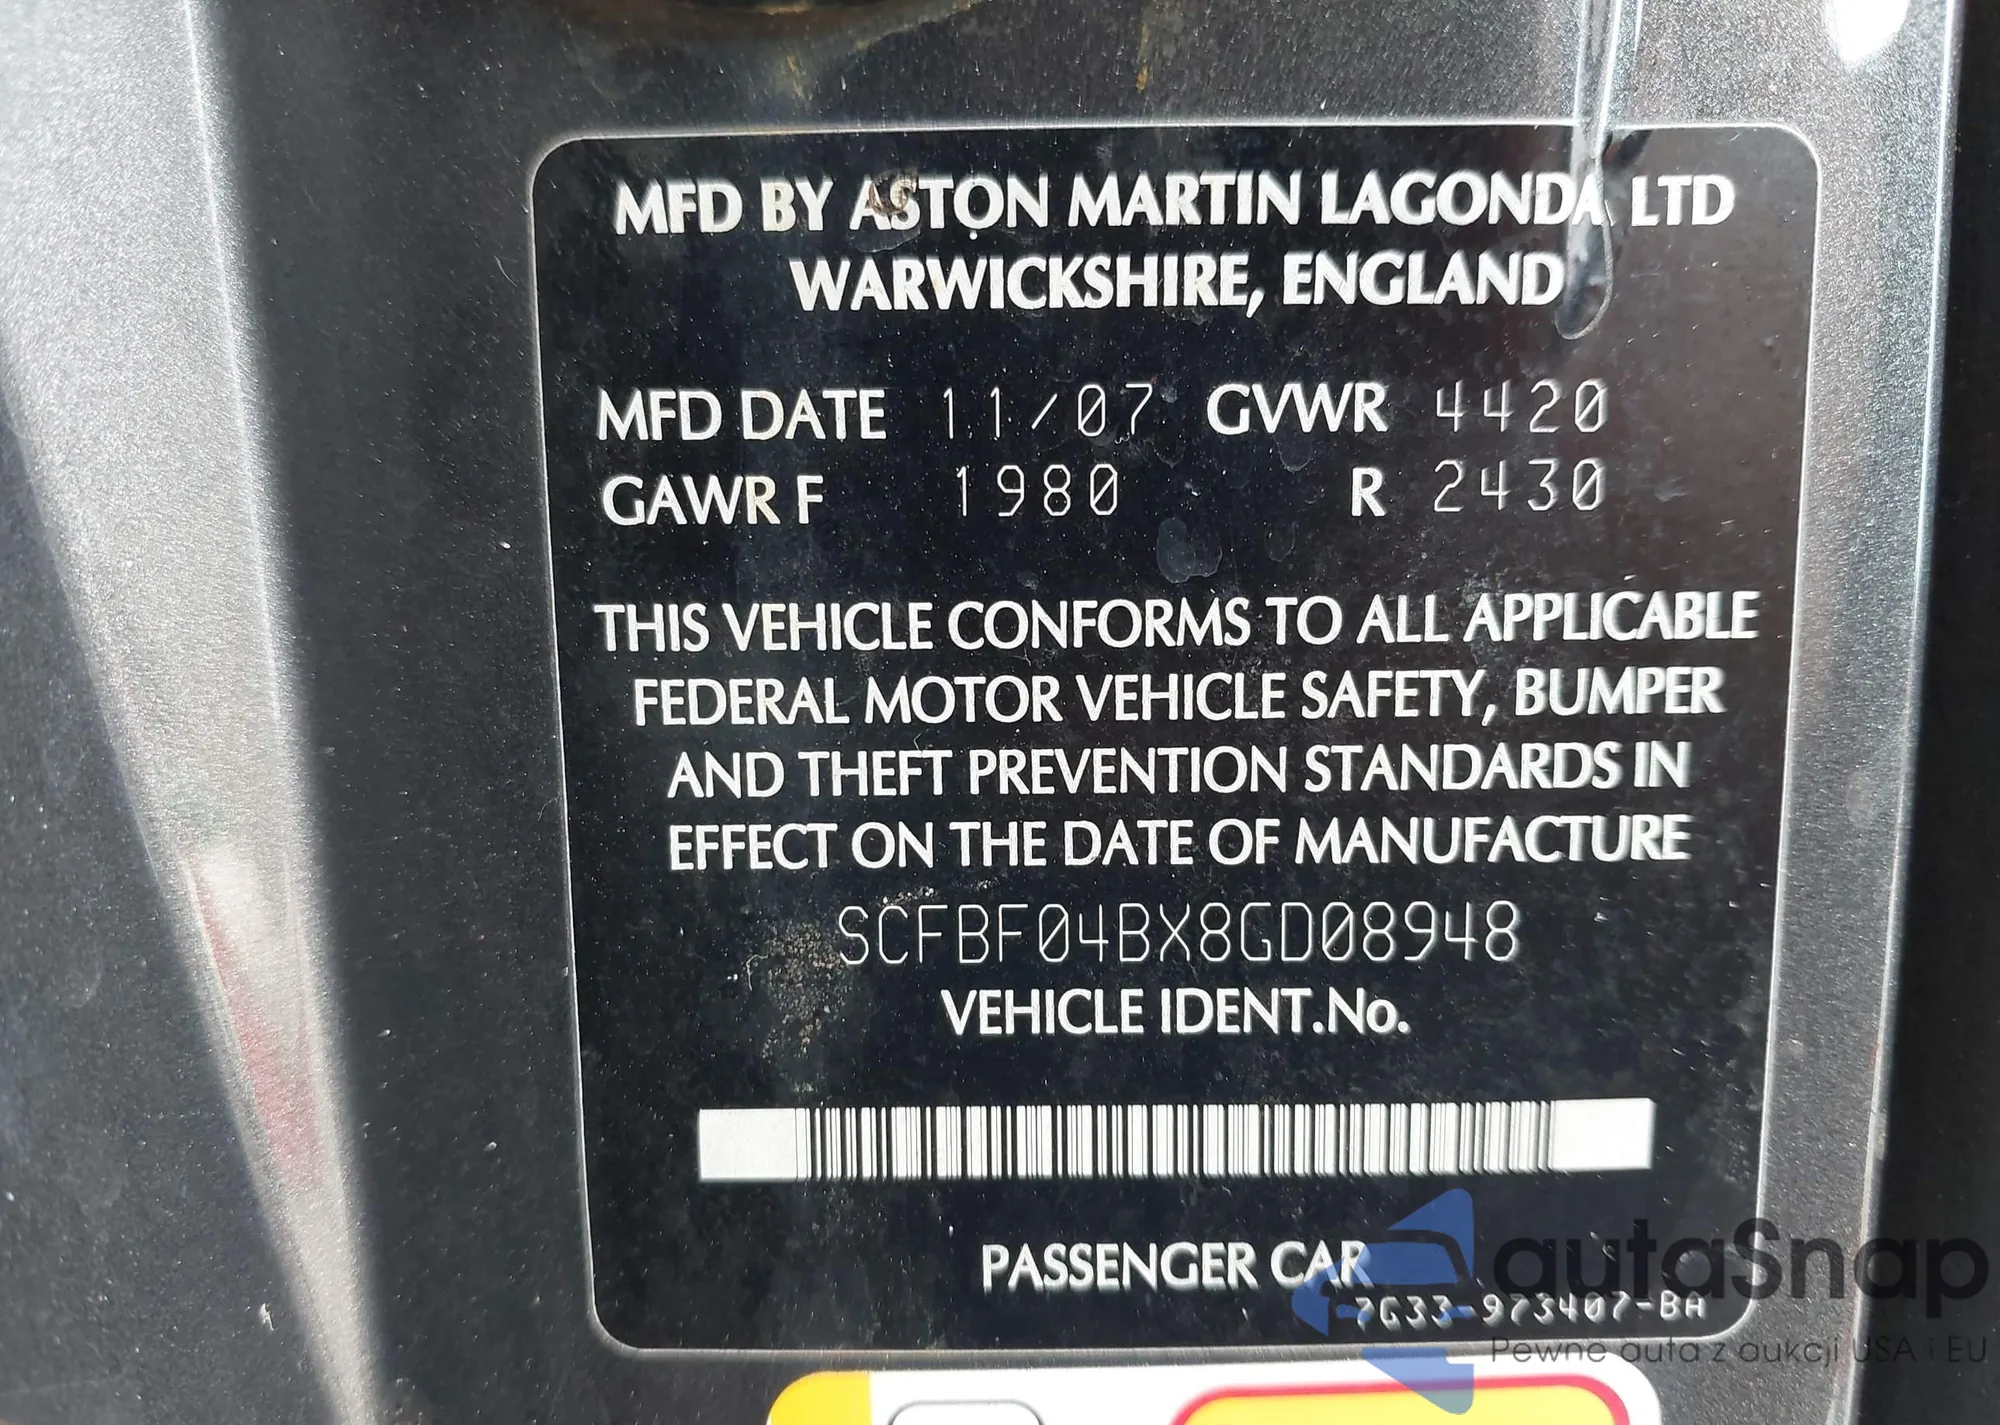 MFD BY ASTON MARTIN LAGONDA LTD
WARWICKSHIRE, ENGLAND
MFD DATE 11/07 GVWR 4420
GAWR F 1980 R 2430
THIS VEHICLE CONFORMS TO ALL APPLICABLE
FEDERAL MOTOR VEHICLE SAFETY, BUMPER
AND THEFT PREVENTION STANDARDS IN
EFFECT ON THE DATE OF MANUFACTURE
SCFBF04BX8GD08948
VEHICLE IDENT.No.
PASSENGER CAR
7G33-973407-BA
autaSnap
Pewne auta z aukcji USA i EU